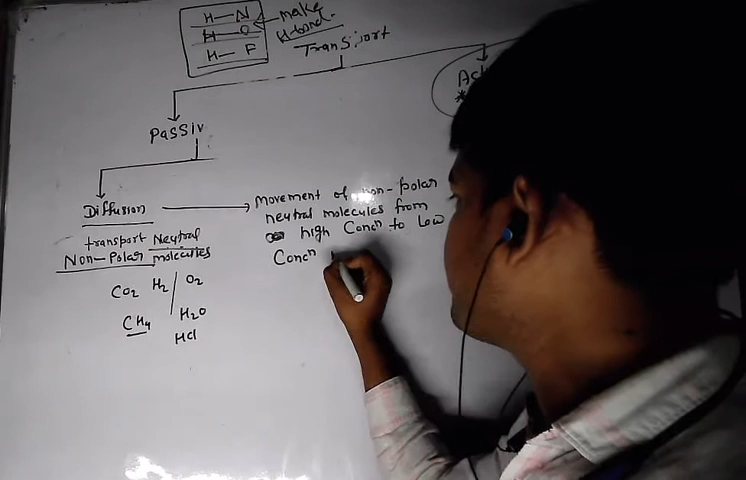 H—N
H—O
H—F
make
H-bond.
Transport
Passiv
Diffusion
transport Neutral
Non-Polar molecules
CO2 H2 O2
CH4 H2O
HCl
movement of non-polar
neutral molecules from
high Concn to Low
Concn